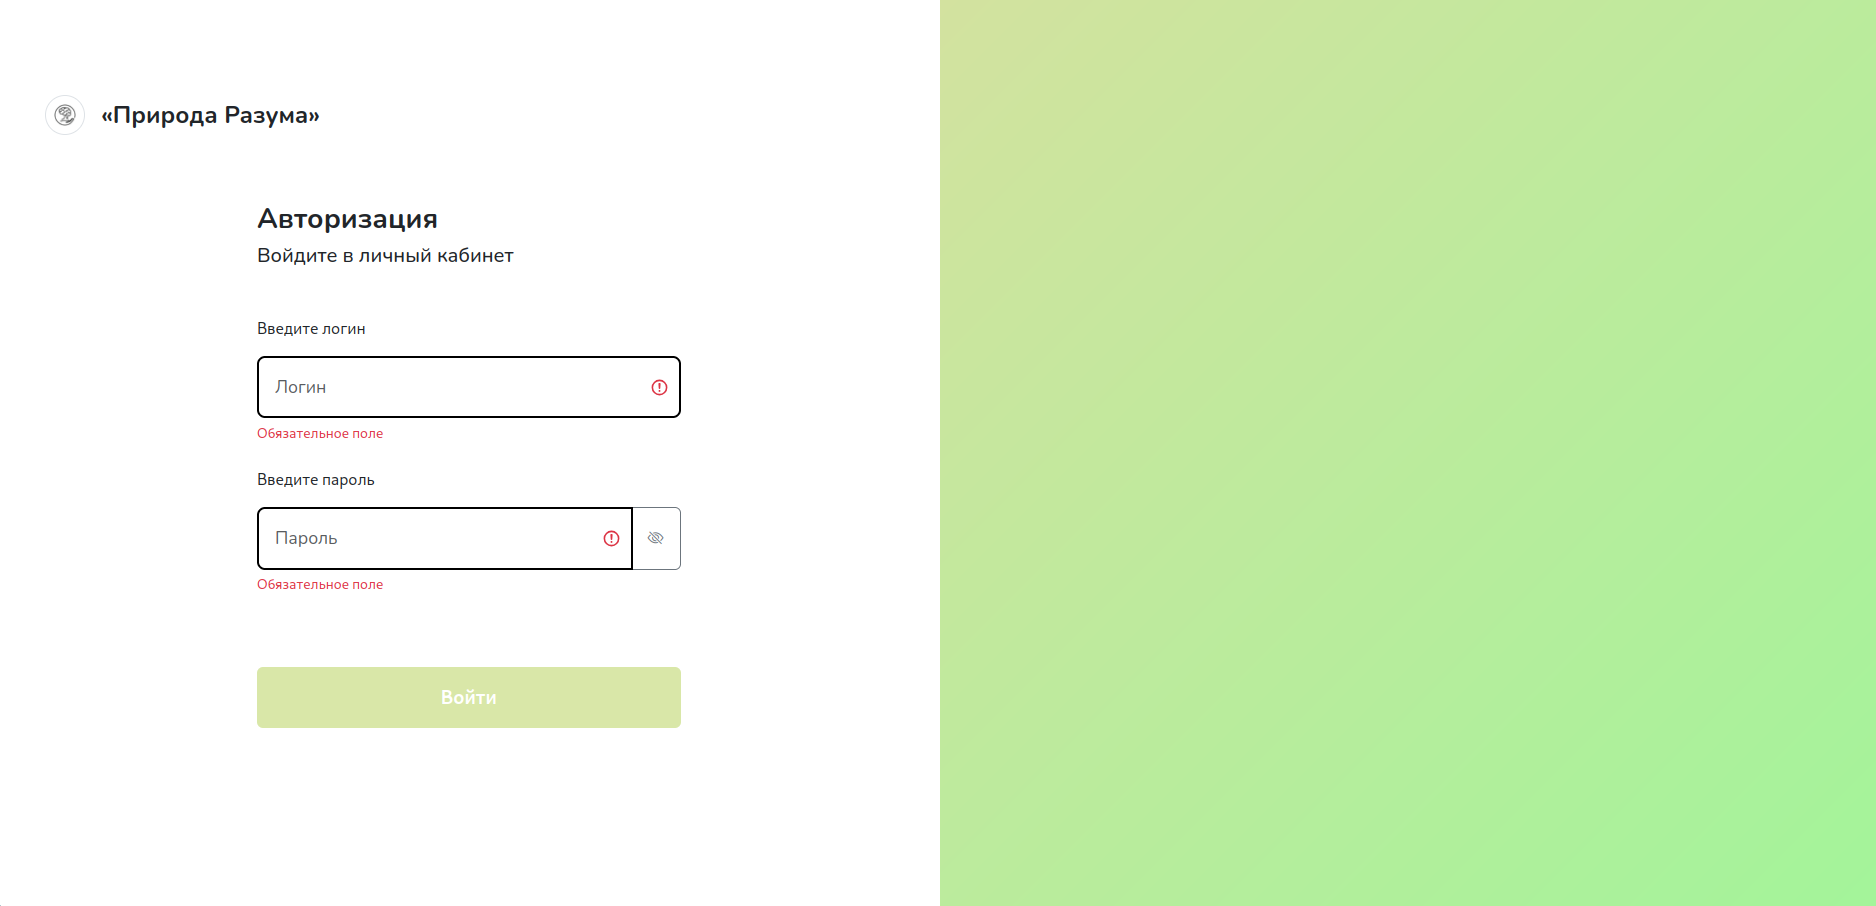 «Природа Разума»
Авторизация
Войдите в личный кабинет
Введите логин
Логин
Обязательное поле
Введите пароль
Пароль
Обязательное поле
Войти